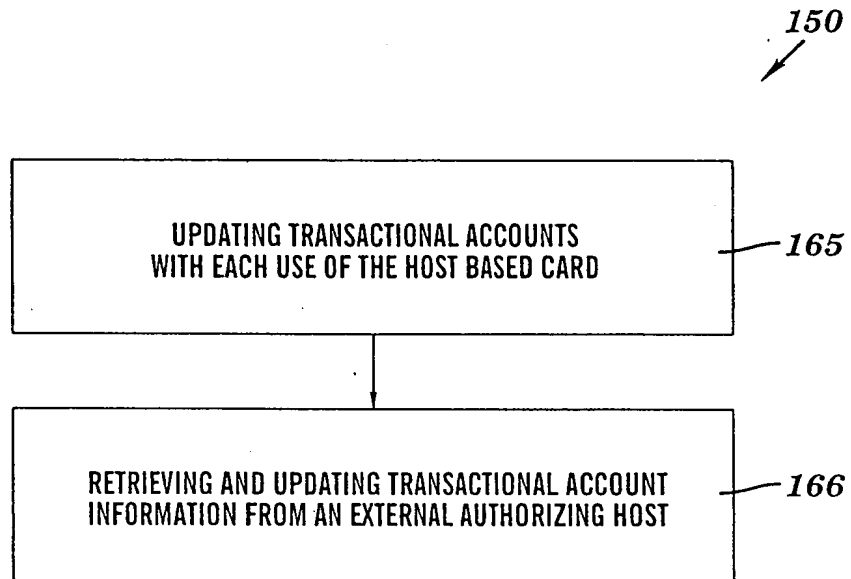 150
UPDATING TRANSACTIONAL ACCOUNTS
WITH EACH USE OF THE HOST BASED CARD
165
RETRIEVING AND UPDATING TRANSACTIONAL ACCOUNT
INFORMATION FROM AN EXTERNAL AUTHORIZING HOST
166